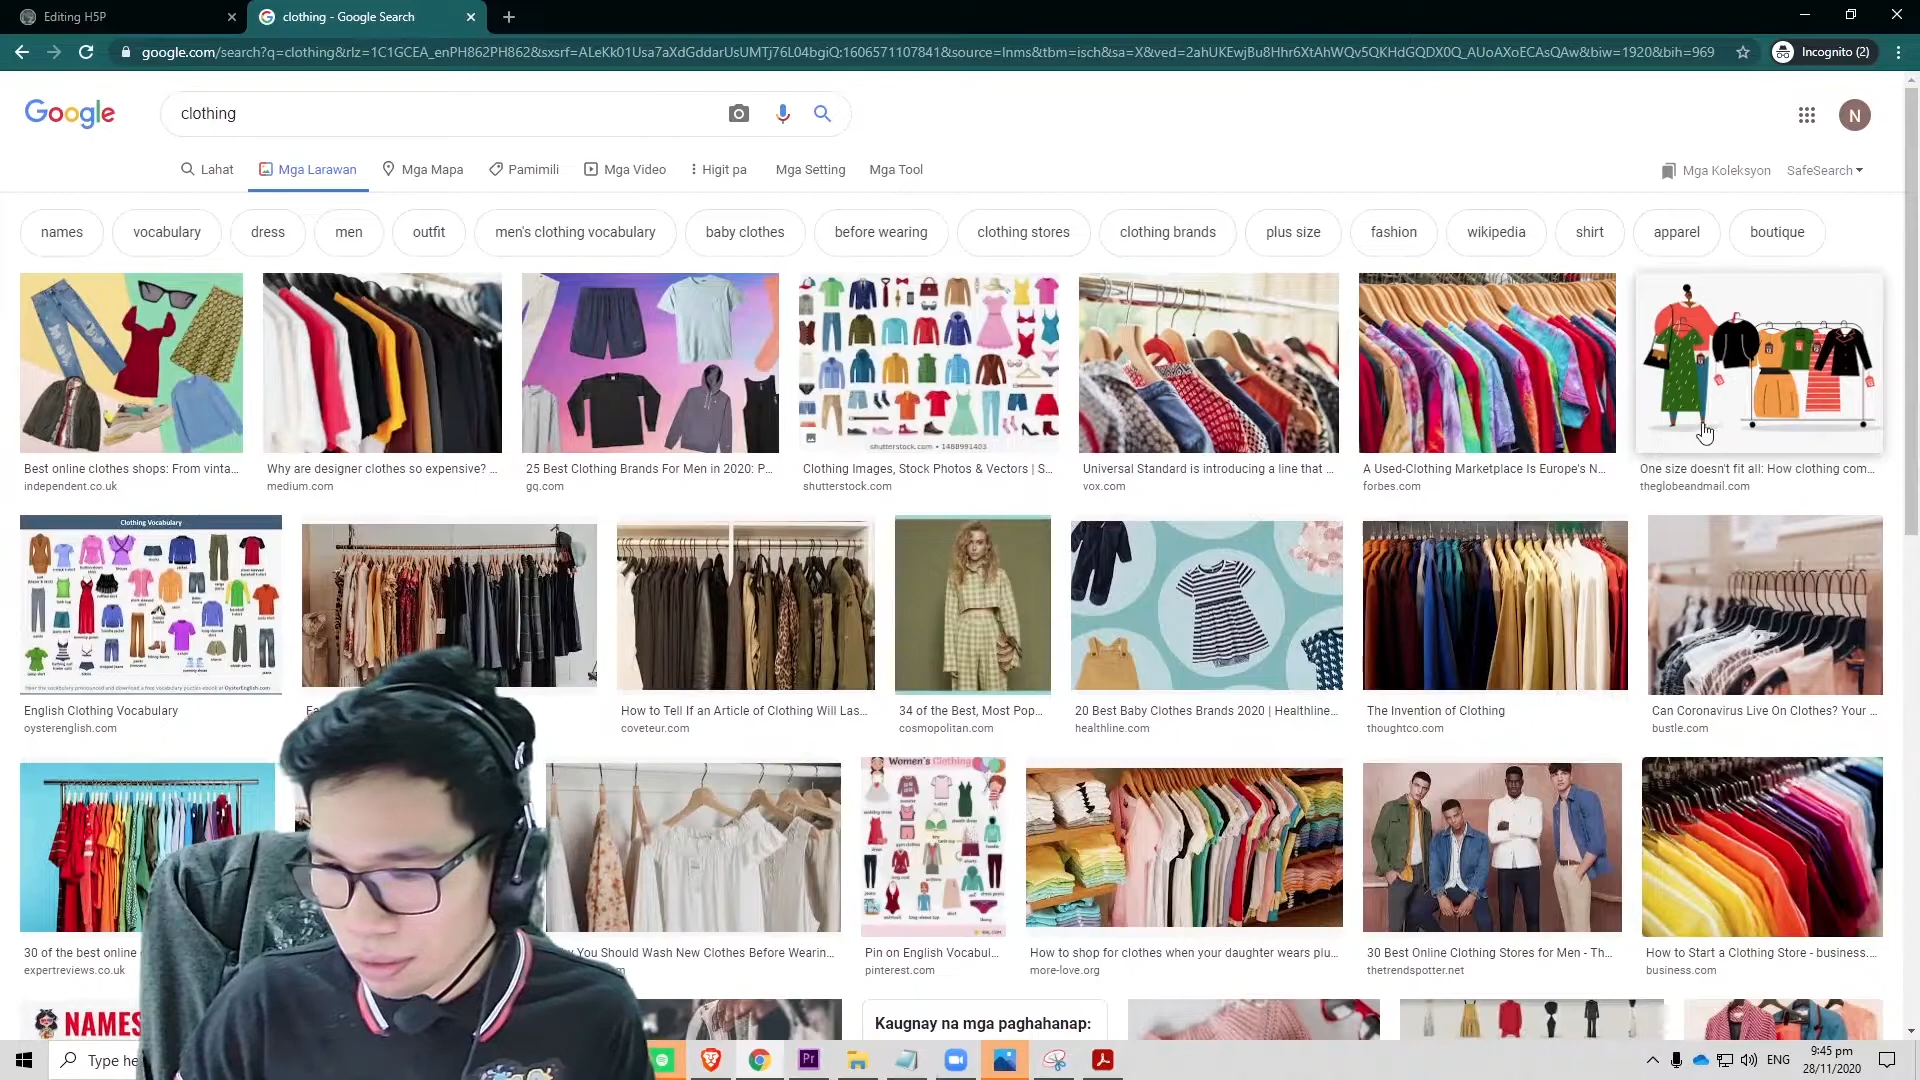 Editing H5P
clothing - Google Search
google.com/search?q=clothing&rlz=1C1GCEA_enPH862PH862&sxsrf=ALeKk01Usa7aXdGddarUsUMTj76L04bgiQ:1606571107841&source=lnms&tbm=isch&sa=X&ved=2ahUKEwjBu8Hhr6XtAhWQv5QKHdGQDX0Q_AUoAXoECAsQAw&biw=1920&bih=969
Incognito (2)
Google
clothing
N
Lahat
Mga Larawan
Mga Mapa
Pamimili
Mga Video
Higit pa
Mga Setting
Mga Tool
Mga Koleksyon
SafeSearch
names
vocabulary
dress
men
outfit
men's clothing vocabulary
baby clothes
before wearing
clothing stores
clothing brands
plus size
fashion
wikipedia
shirt
apparel
boutique
shutterstock.com • 1488991403
Best online clothes shops: From vinta...
independent.co.uk
Why are designer clothes so expensive? ...
medium.com
25 Best Clothing Brands For Men in 2020: P...
gq.com
Clothing Images, Stock Photos & Vectors | S...
shutterstock.com
Universal Standard is introducing a line that ...
vox.com
A Used-Clothing Marketplace Is Europe's N...
forbes.com
One size doesn't fit all: How clothing com...
theglobeandmail.com
Clothing Vocabulary
English Clothing Vocabulary
oysterenglish.com
How to Tell If an Article of Clothing Will Las...
coveteur.com
34 of the Best, Most Pop...
cosmopolitan.com
20 Best Baby Clothes Brands 2020 | Healthline...
healthline.com
The Invention of Clothing
thoughtco.com
Can Coronavirus Live On Clothes? Your ...
bustle.com
Women's Clothing
30 of the best online
expertreviews.co.uk
You Should Wash New Clothes Before Wearin...
Pin on English Vocabul...
pinterest.com
How to shop for clothes when your daughter wears plu...
more-love.org
30 Best Online Clothing Stores for Men - Th...
thetrendspotter.net
How to Start a Clothing Store - business....
business.com
NAMES
Kaugnay na mga paghahanap:
Type he
Pr
ENG
9:45 pm
28/11/2020